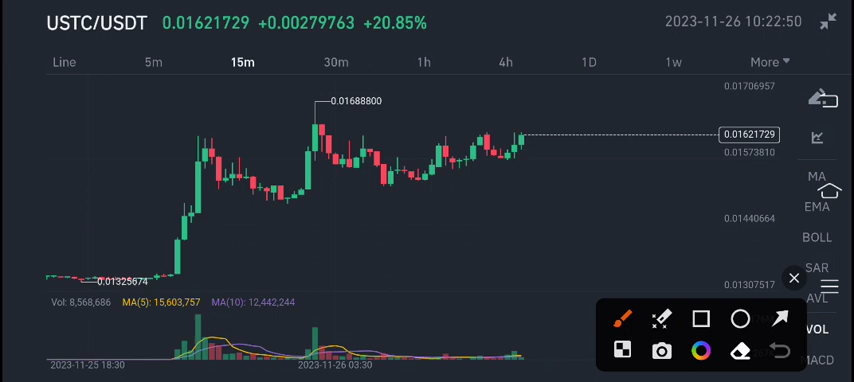 USTC/USDT 0.01621729 +0.00279763 +20.85% 2023-11-26 10:22:50
Line 5m 15m 30m 1h 4h 1D 1w More
0.01706957
0.01688800
0.01621729
0.01573810
MA
EMA
0.01440664
BOLL
SAR
0.01325674
0.01307517
AVL
Vol: 8,568,686 MA(5): 15,603,757 MA(10): 12,442,244
VOL
MACD
2023-11-25 18:30 2023-11-26 03:30